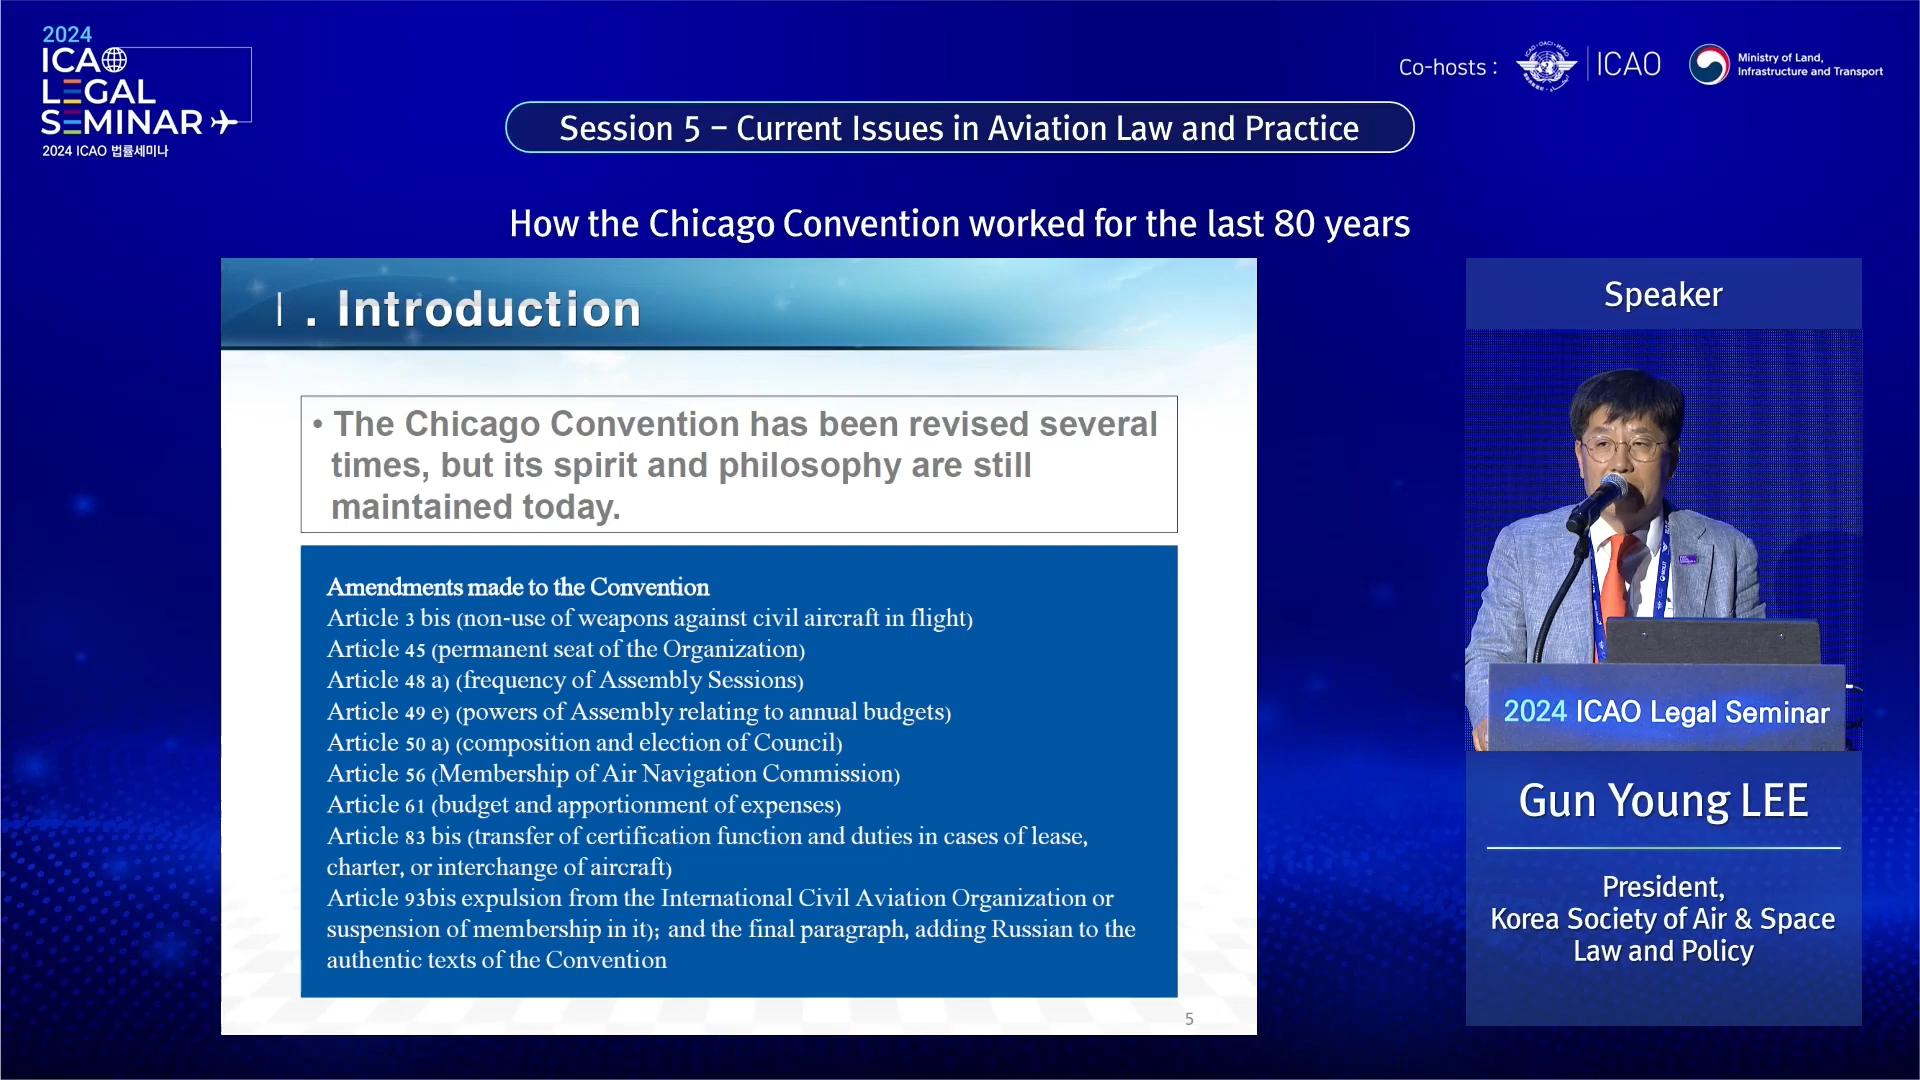 2024
ICAO
LEGAL
SEMINAR
2024 ICAO 법률세미나
Co-hosts :
ICAO
Ministry of Land,
Infrastructure and Transport
Session 5 – Current Issues in Aviation Law and Practice
How the Chicago Convention worked for the last 80 years
Ⅰ. Introduction
• The Chicago Convention has been revised several
times, but its spirit and philosophy are still
maintained today.
Amendments made to the Convention
Article 3 bis (non-use of weapons against civil aircraft in flight)
Article 45 (permanent seat of the Organization)
Article 48 a) (frequency of Assembly Sessions)
Article 49 e) (powers of Assembly relating to annual budgets)
Article 50 a) (composition and election of Council)
Article 56 (Membership of Air Navigation Commission)
Article 61 (budget and apportionment of expenses)
Article 83 bis (transfer of certification function and duties in cases of lease,
charter, or interchange of aircraft)
Article 93bis expulsion from the International Civil Aviation Organization or
suspension of membership in it); and the final paragraph, adding Russian to the
authentic texts of the Convention
5
Speaker
2024 ICAO Legal Seminar
Gun Young LEE
President,
Korea Society of Air & Space
Law and Policy